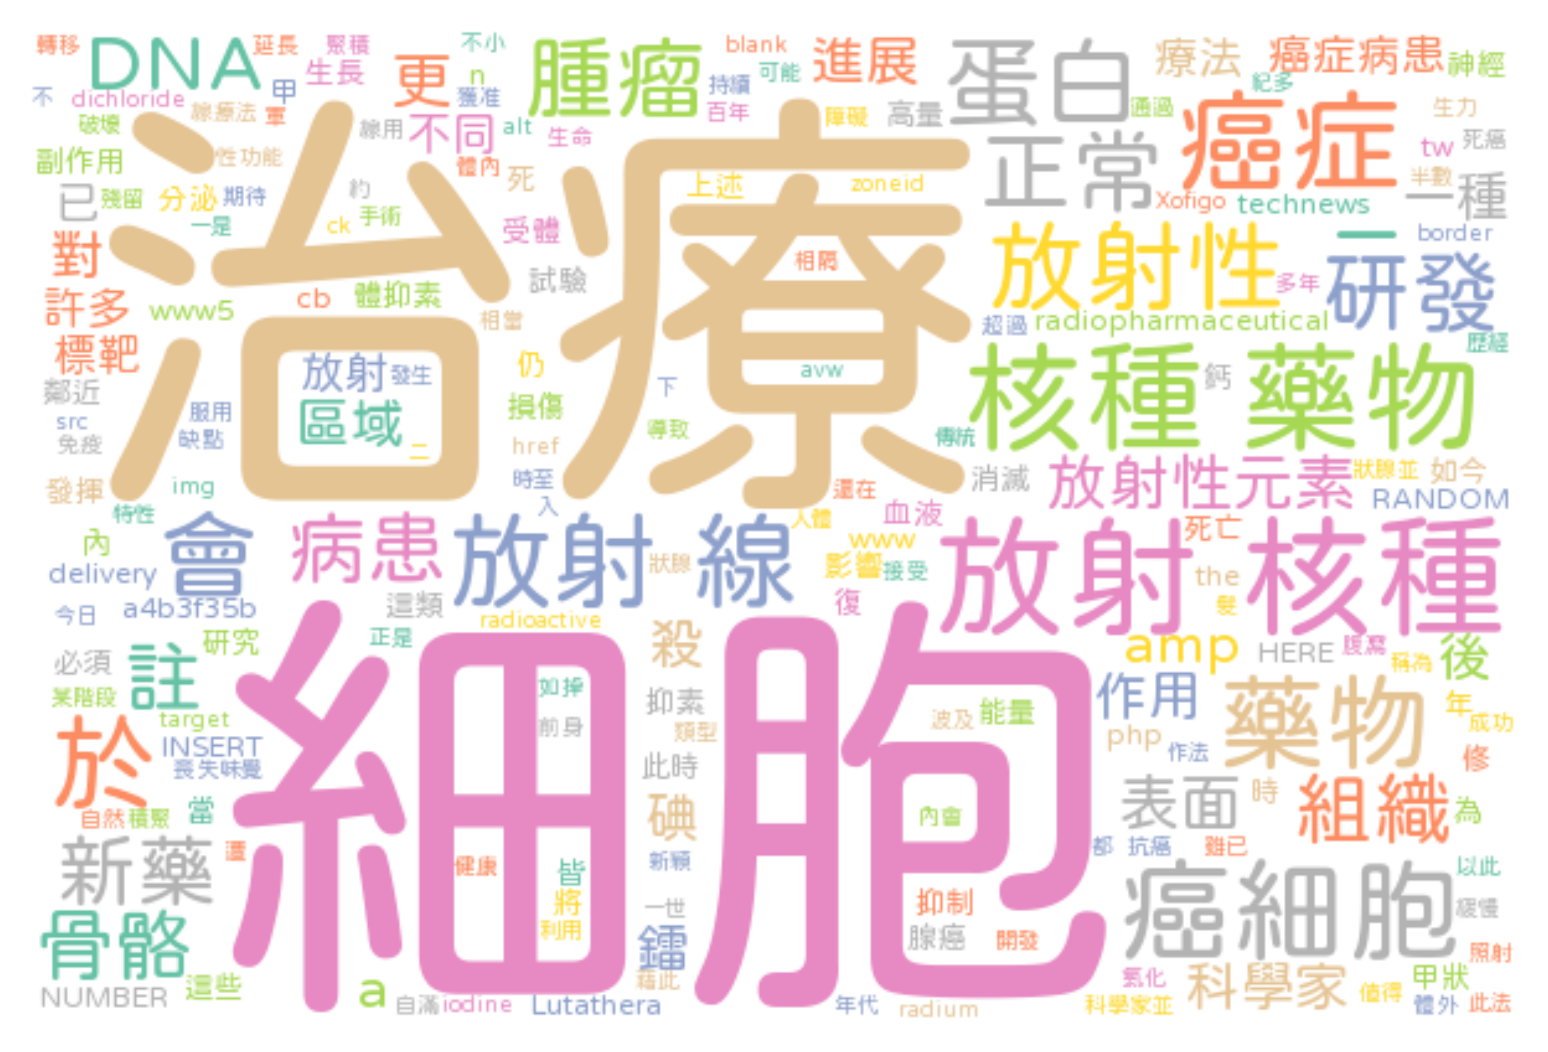 轉移 DNA 延長 聚積 不小 腫瘤 blank 進展 蛋白 療法 癌症病患 神經
不 dichloride 甲 生長 更 n 獲准 持續 可能 紀多
破壞 線療法 軍 線用 不同 alt 生命 百年 障礙 高量 通過 癌症 生力
副作用 性功能 體內 死 正常 tw 死癌
已 殘留 分泌 期待 約 治療 上述 zoneid Xofigo 半數 一種
一是 ck 手術 受體 technews border
對 試驗 相隔 放射性 一 研發
許多 www5 cb 體抑素 相當 多年
標靶 仍 超過 radiopharmaceutical 歷經
鄰近 放射 發生 下 avw 核種 鈣 藥物
src 服用 區域 損傷
免疫 缺點 二 href 導致 傳統
發揮 img 時至 還在 消滅 放射性元素 狀腺並 如今
特性 入 人體 血液 RANDOM
內 會 病患 放射 線 狀腺 www 放射 核種 死亡
delivery 影響 接受 the
今日 a4b3f35b 這類 radioactive 復 髮
研究 正是 殺 amp HERE 腹瀉 後
必須 註 細胞 稱為
某階段 如掉 抑素 能量 作用 藥物 年
target 前身 類型 波及 php 成功
於 INSERT 此時 作法 修
喪失味覺 表面 時 組織 為
自然 積聚 當 碘 內會
新藥 遭 健康 皆 新穎 都 抗癌 雖已 以此
骨骼 將 一世 抑制 癌細胞 緩慢
利用 鐳 腺癌 開發 照射
NUMBER 這些 a 藉此 氡化 科學家 值得 甲狀
自滿 iodine Lutathera 年代 radium 科學家並 體外 此法